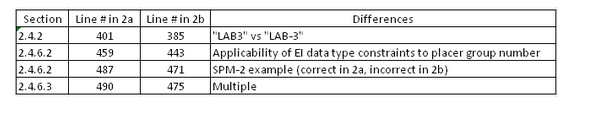 Section Line # in 2a Line # in 2b Differences
2.4.2 401 385 "LAB3" vs "LAB-3"
2.4.6.2 459 443 Applicability of EI data type constraints to placer group number
2.4.6.2 487 471 SPM-2 example (correct in 2a, incorrect in 2b)
2.4.6.3 490 475 Multiple